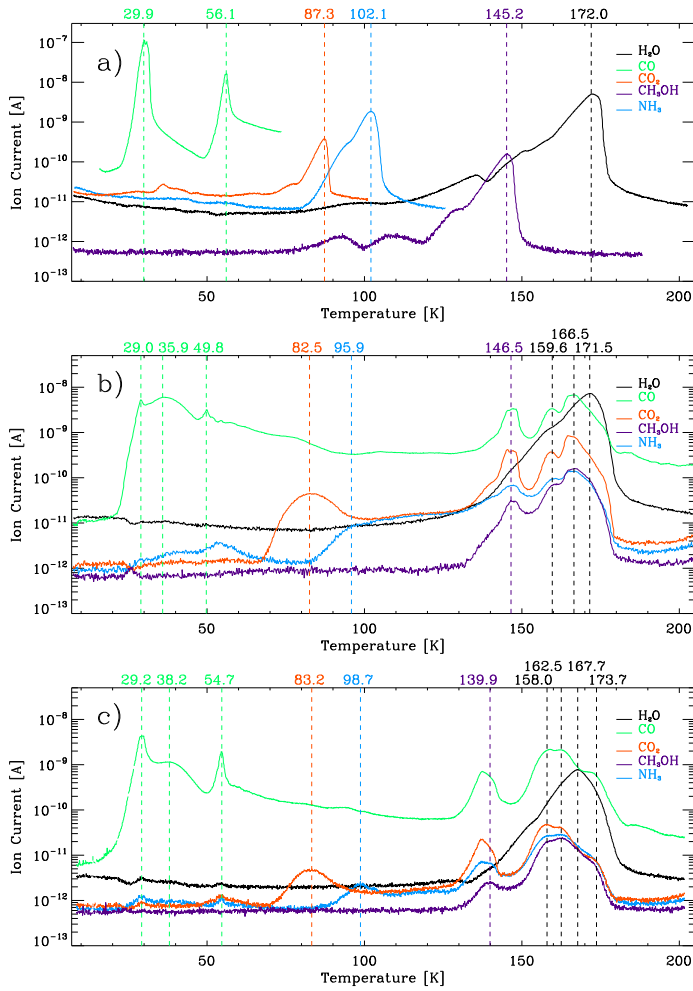 29.9 56.1 87.3 102.1 145.2 172.0
a)
H₂O
CO
CO₂
CH₃OH
NH₃
Ion Current [A]
10⁻⁷
10⁻⁸
10⁻⁹
10⁻¹⁰
10⁻¹¹
10⁻¹²
10⁻¹³
50 100 150 200
Temperature [K]
166.5
29.0 35.9 49.8 82.5 95.9 146.5 159.6 171.5
b)
H₂O
CO
CO₂
CH₃OH
NH₃
Ion Current [A]
10⁻⁸
10⁻⁹
10⁻¹⁰
10⁻¹¹
10⁻¹²
10⁻¹³
50 100 150 200
Temperature [K]
162.5 167.7
29.2 38.2 54.7 83.2 98.7 139.9 158.0 173.7
c)
H₂O
CO
CO₂
CH₃OH
NH₃
Ion Current [A]
10⁻⁸
10⁻⁹
10⁻¹⁰
10⁻¹¹
10⁻¹²
10⁻¹³
50 100 150 200
Temperature [K]